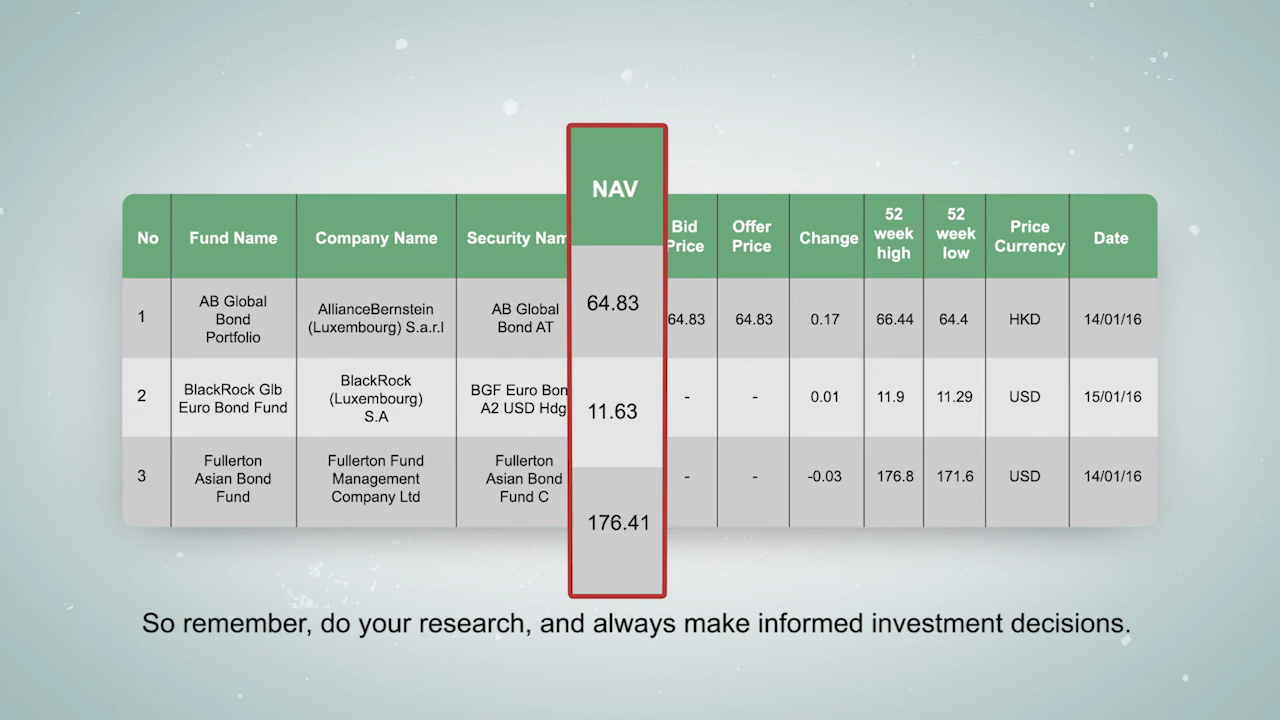 No Fund Name Company Name Security Nam NAV Bid Price Offer Price Change 52 week high 52 week low Price Currency Date
1 AB Global Bond Portfolio AllianceBernstein (Luxembourg) S.a.r.l AB Global Bond AT 64.83 64.83 64.83 0.17 66.44 64.4 HKD 14/01/16
2 BlackRock Glb Euro Bond Fund BlackRock (Luxembourg) S.A BGF Euro Bon A2 USD Hdg 11.63 - - 0.01 11.9 11.29 USD 15/01/16
3 Fullerton Asian Bond Fund Fullerton Fund Management Company Ltd Fullerton Asian Bond Fund C 176.41 - - -0.03 176.8 171.6 USD 14/01/16
So remember, do your research, and always make informed investment decisions.